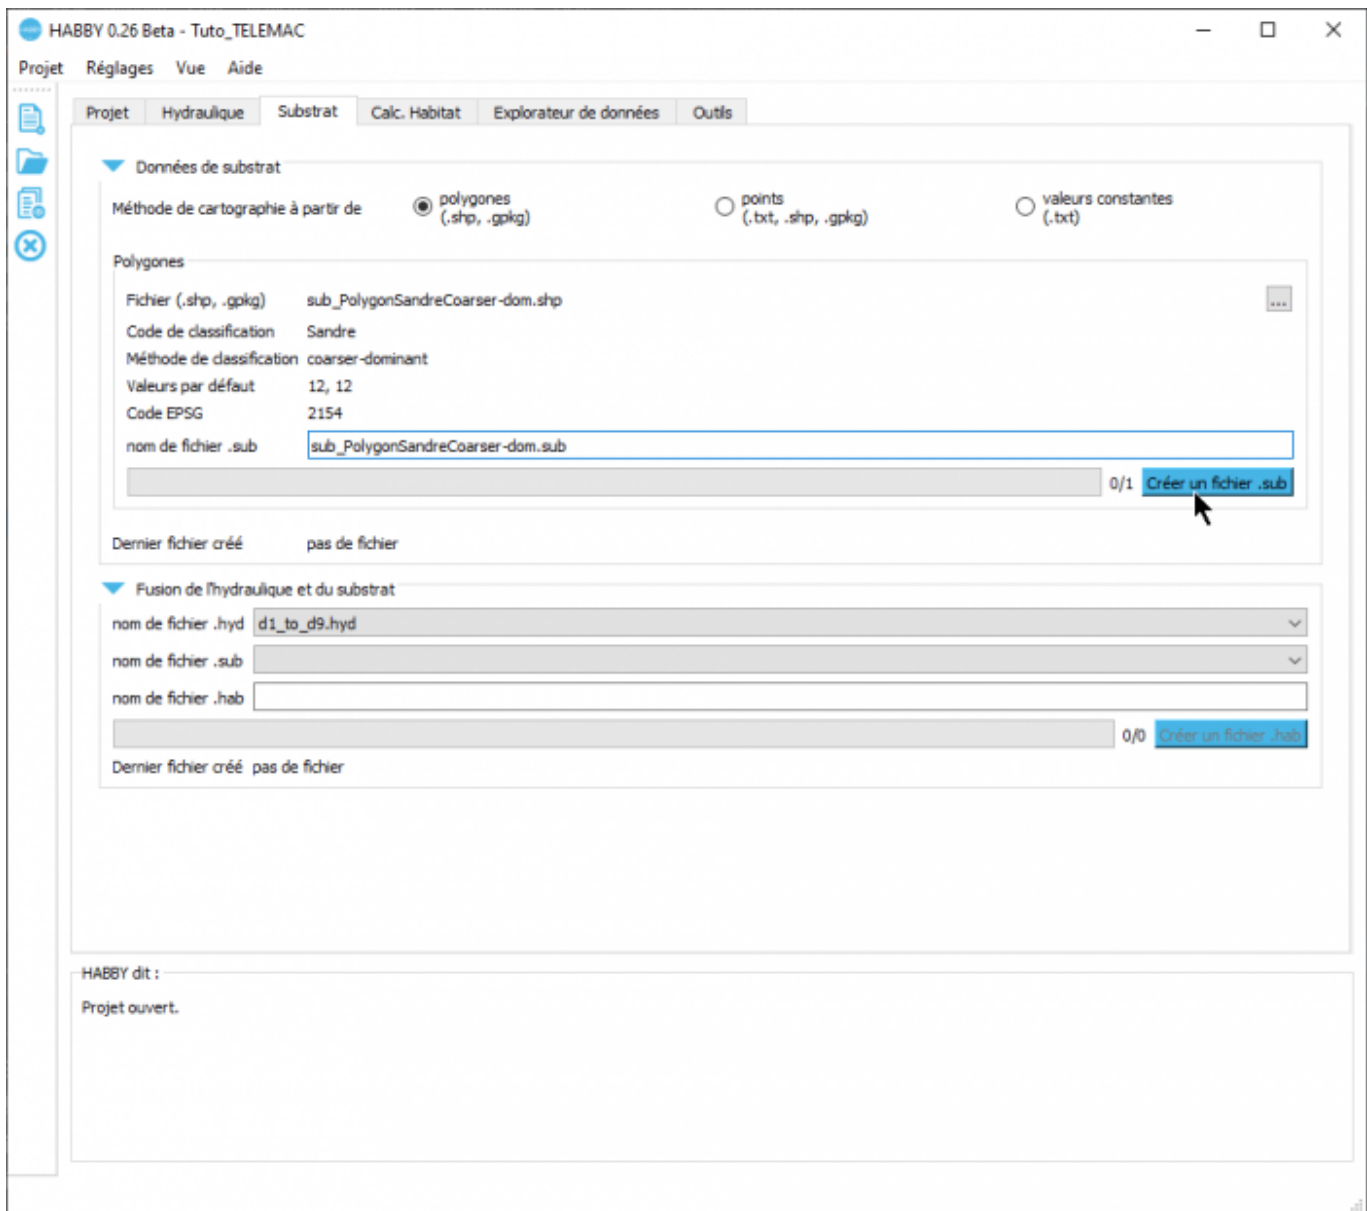 HABBY 0.26 Beta - Tuto_TELEMAC
Projet Réglages Vue Aide
Projet Hydraulique Substrat Calc. Habitat Explorateur de données Outils
Données de substrat
Méthode de cartographie à partir de
polygones
(.shp, .gpkg)
points
(.txt, .shp, .gpkg)
valeurs constantes
(.txt)
Polygones
Fichier (.shp, .gpkg) sub_PolygonSandreCoarser-dom.shp ...
Code de classification Sandre
Méthode de classification coarser-dominant
Valeurs par défaut 12, 12
Code EPSG 2154
nom de fichier .sub sub_PolygonSandreCoarser-dom.sub
0/1 Créer un fichier .sub
Dernier fichier créé pas de fichier
Fusion de l'hydraulique et du substrat
nom de fichier .hyd d1_to_d9.hyd
nom de fichier .sub
nom de fichier .hab
0/0 Créer un fichier .hab
Dernier fichier créé pas de fichier
HABBY dit :
Projet ouvert.